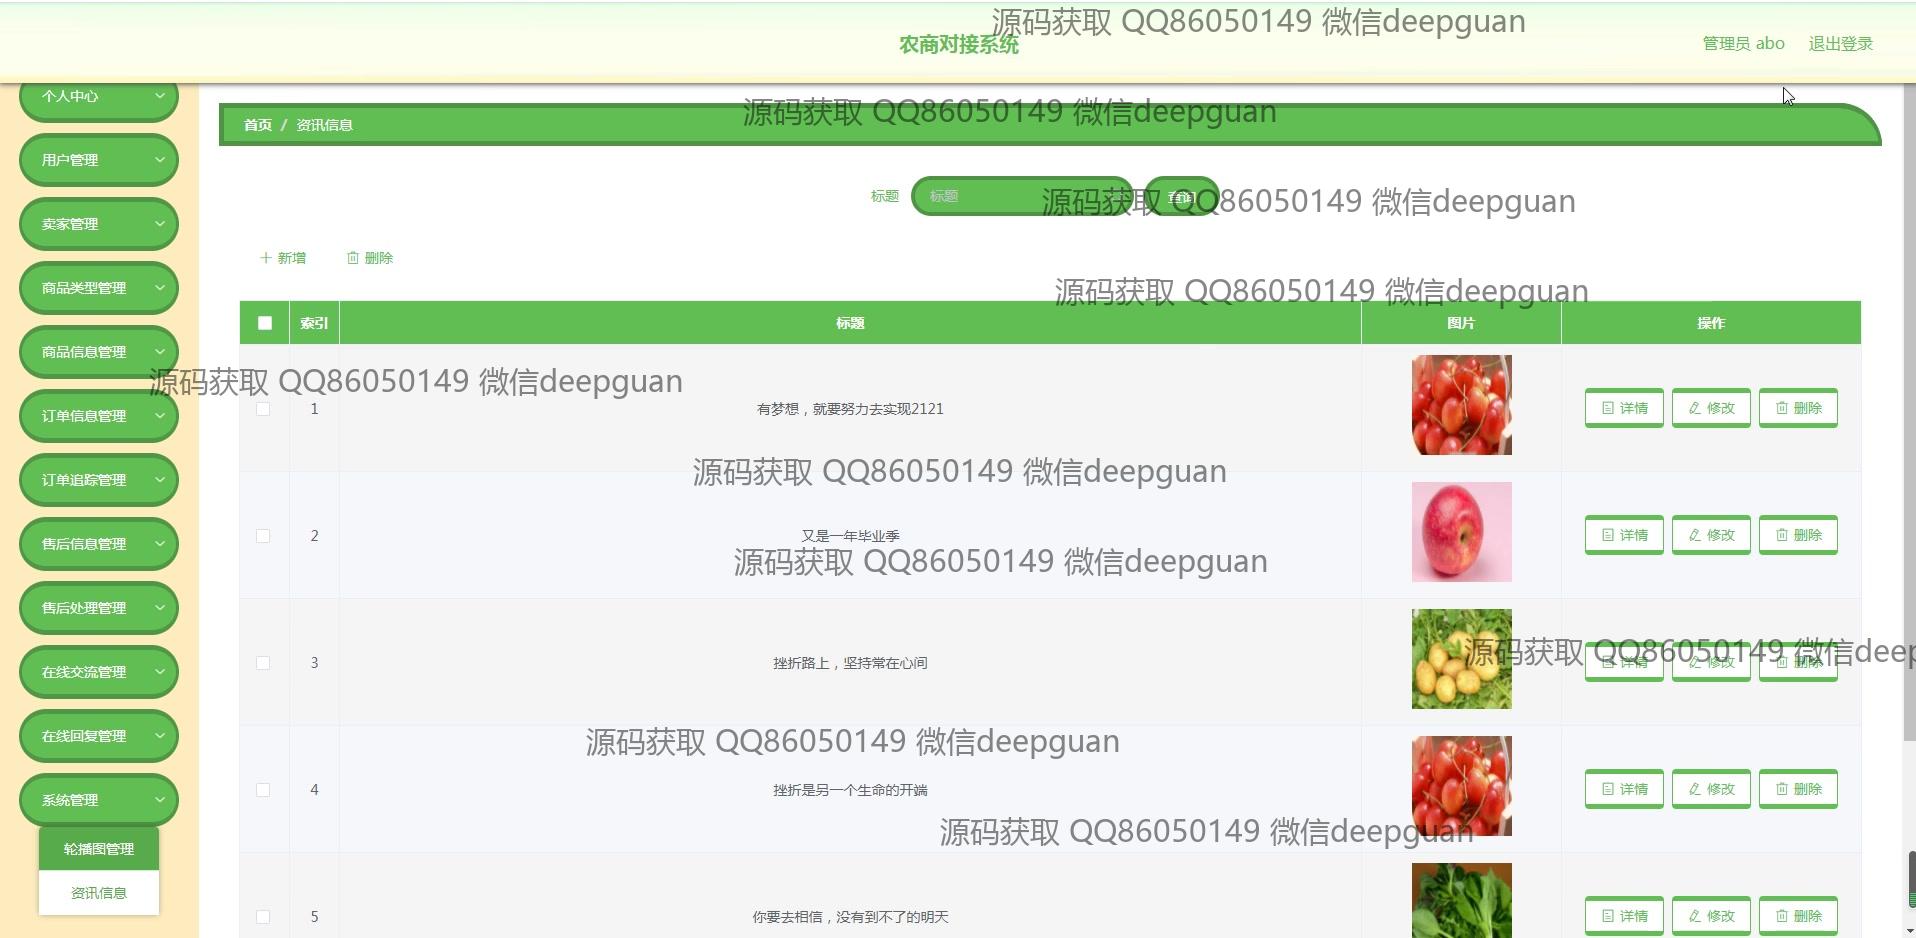 源码获取 QQ86050149 微信deepguan
农商对接系统
管理员 abo
退出登录
个人中心
用户管理
卖家管理
商品类型管理
商品信息管理
订单信息管理
订单追踪管理
售后信息管理
售后处理管理
在线交流管理
在线回复管理
系统管理
轮播图管理
资讯信息
源码获取 QQ86050149 微信deepguan
首页 / 资讯信息
标题 标题 查询
源码获取 QQ86050149 微信deepguan
新增 删除
源码获取 QQ86050149 微信deepguan
索引 标题 图片 操作
源码获取 QQ86050149 微信deepguan
1 有梦想，就要努力去实现2121 详情 修改 删除
源码获取 QQ86050149 微信deepguan
2 又是一年毕业季 详情 修改 删除
源码获取 QQ86050149 微信deepguan
源码获取 QQ86050149 微信deep
3 挫折路上，坚持常在心间 详情 修改 删除
源码获取 QQ86050149 微信deepguan
4 挫折是另一个生命的开端 详情 修改 删除
源码获取 QQ86050149 微信deepguan
5 你要去相信，没有到不了的明天 详情 修改 删除